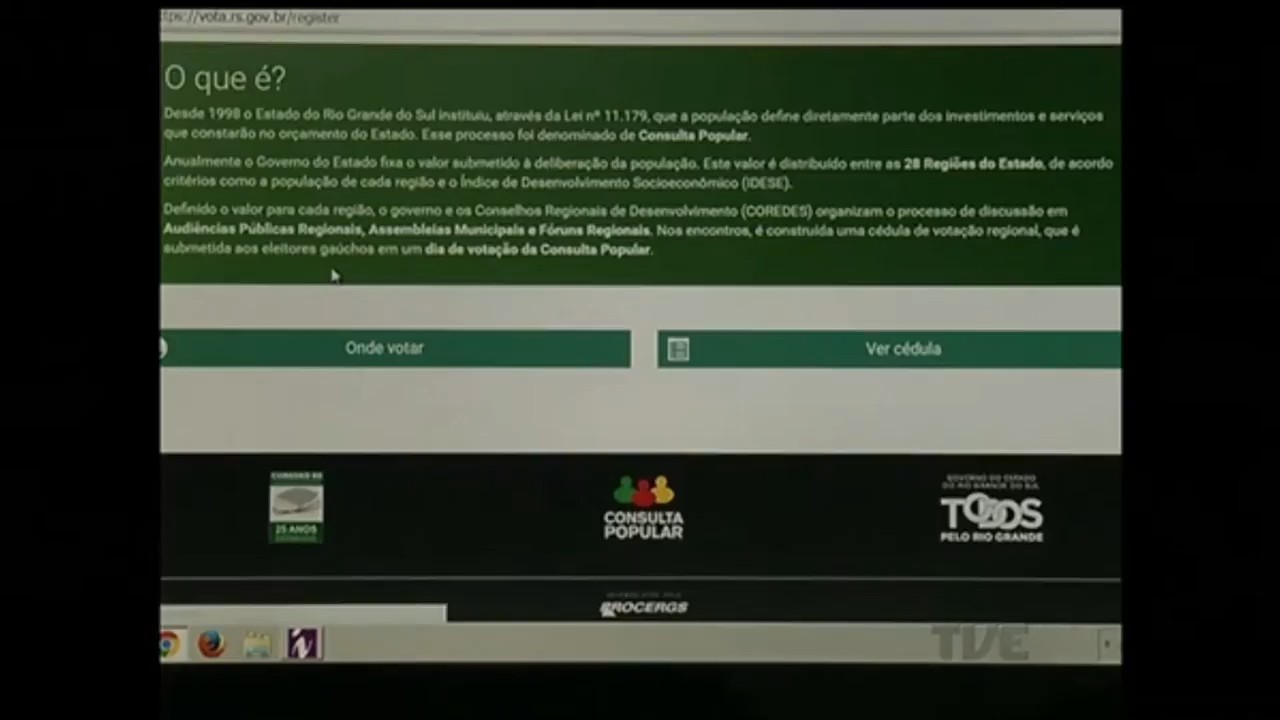 ttps://vota.rs.gov.br/register
O que é?
Desde 1998 o Estado do Rio Grande do Sul instituiu, através da Lei nº 11.179, que a população define diretamente parte dos investimentos e serviços
que constarão no orçamento do Estado. Esse processo foi denominado de Consulta Popular.
Anualmente o Governo do Estado fixa o valor submetido à deliberação da população. Este valor é distribuído entre as 28 Regiões do Estado, de acordo
critérios como a população de cada região e o Índice de Desenvolvimento Socioeconômico (IDESE).
Definido o valor para cada região, o governo e os Conselhos Regionais de Desenvolvimento (COREDES) organizam o processo de discussão em
Audiências Públicas Regionais, Assembleias Municipais e Fóruns Regionais. Nos encontros, é construída uma cédula de votação regional, que é
submetida aos eleitores gaúchos em um dia de votação da Consulta Popular.
Onde votar
Ver cédula
25 ANOS
CONSULTA
POPULAR
GOVERNO DO ESTADO
DO RIO GRANDE DO SUL
TODOS
PELO RIO GRANDE
PROCERGS
TVE